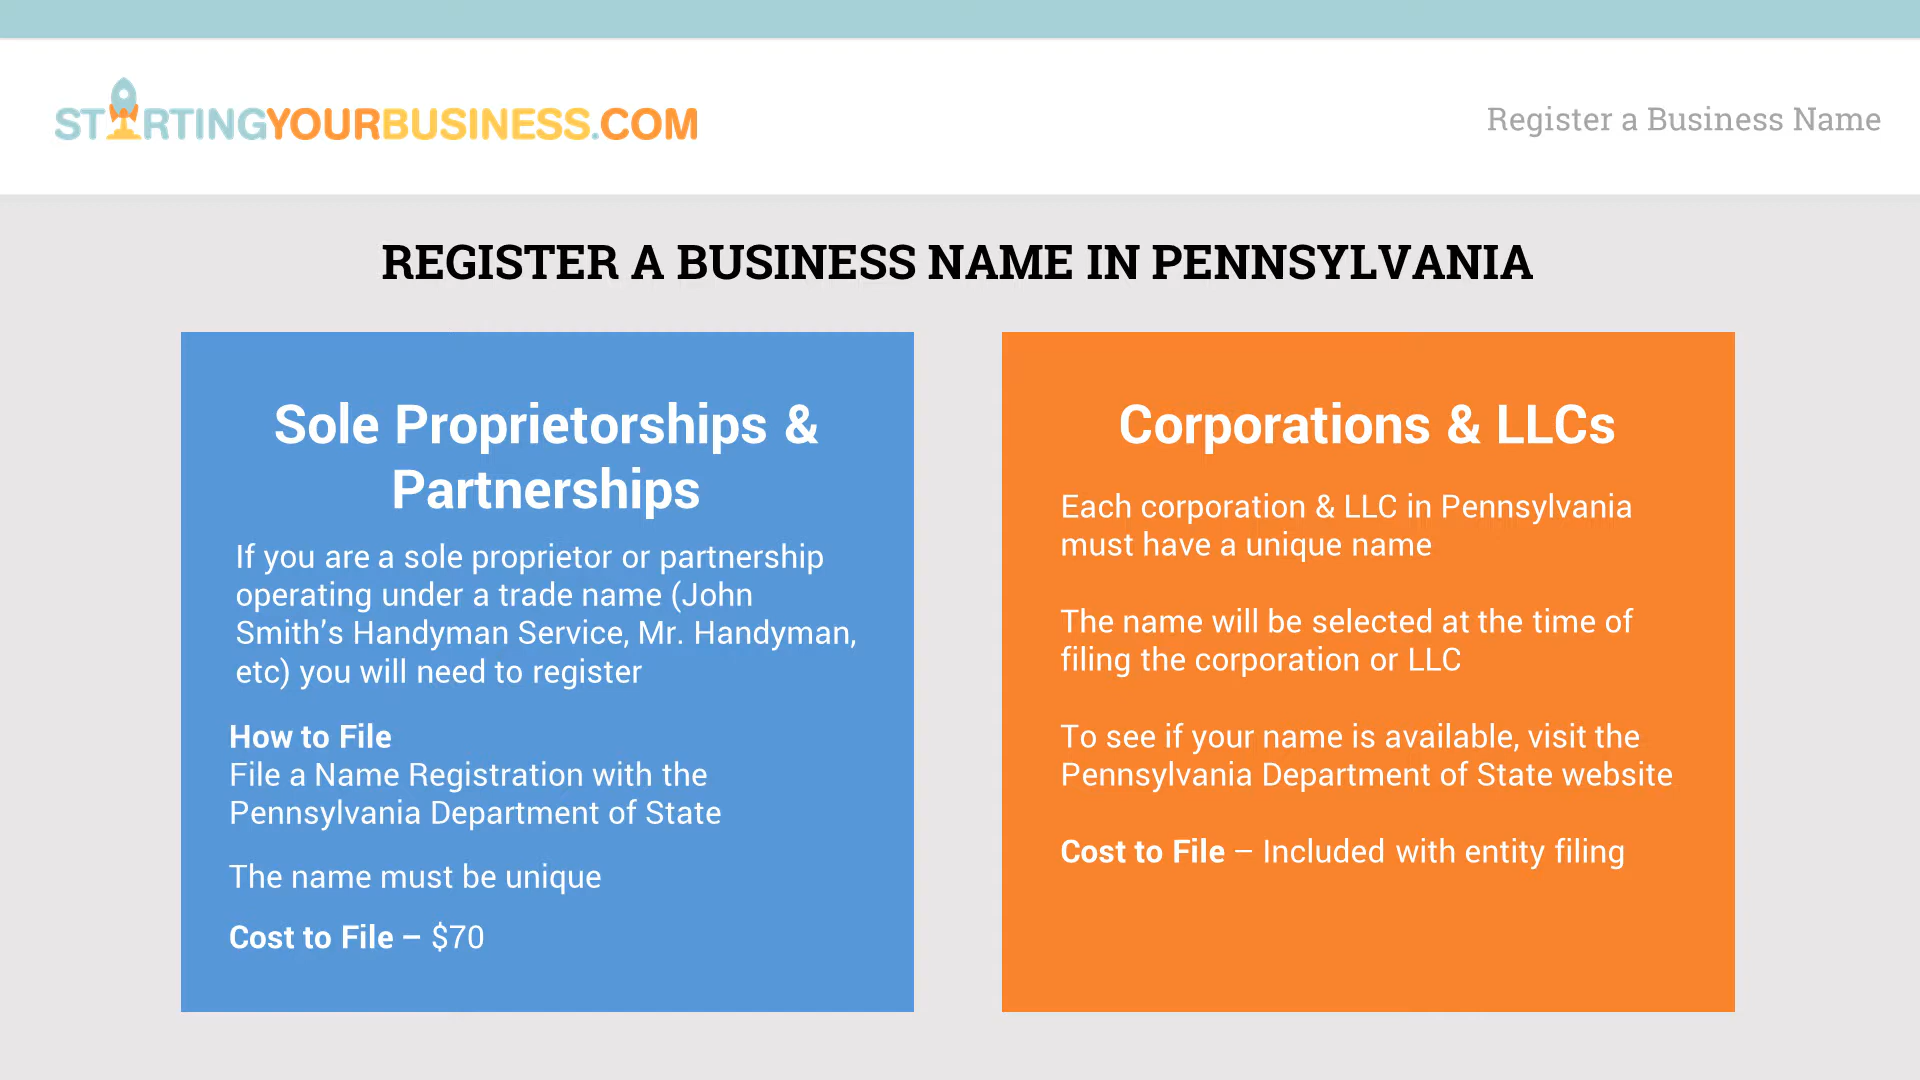 STARTINGYOURBUSINESS.COM
Register a Business Name
REGISTER A BUSINESS NAME IN PENNSYLVANIA
Sole Proprietorships &
Partnerships
If you are a sole proprietor or partnership
operating under a trade name (John
Smith’s Handyman Service, Mr. Handyman,
etc) you will need to register
How to File
File a Name Registration with the
Pennsylvania Department of State
The name must be unique
Cost to File – $70
Corporations & LLCs
Each corporation & LLC in Pennsylvania
must have a unique name
The name will be selected at the time of
filing the corporation or LLC
To see if your name is available, visit the
Pennsylvania Department of State website
Cost to File – Included with entity filing